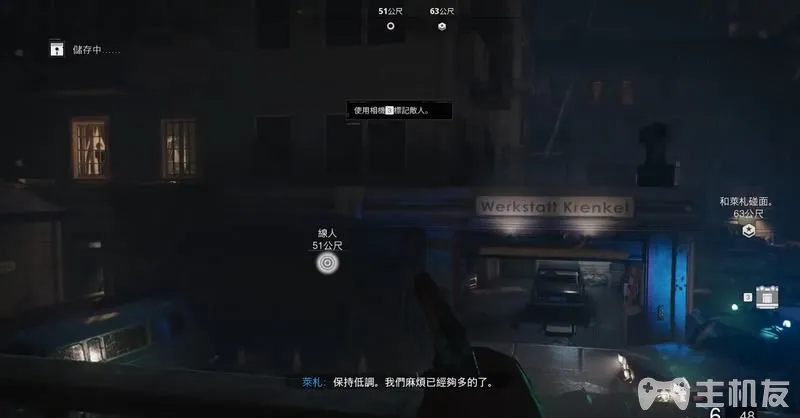 51公尺 63公尺
儲存中......
使用相機3標記敵人。
Werkstatt Krenkel
和萊札碰面。
63公尺
線人
51公尺
3
萊札: 保持低調。我們麻煩已經夠多的了。
6 48
主机友